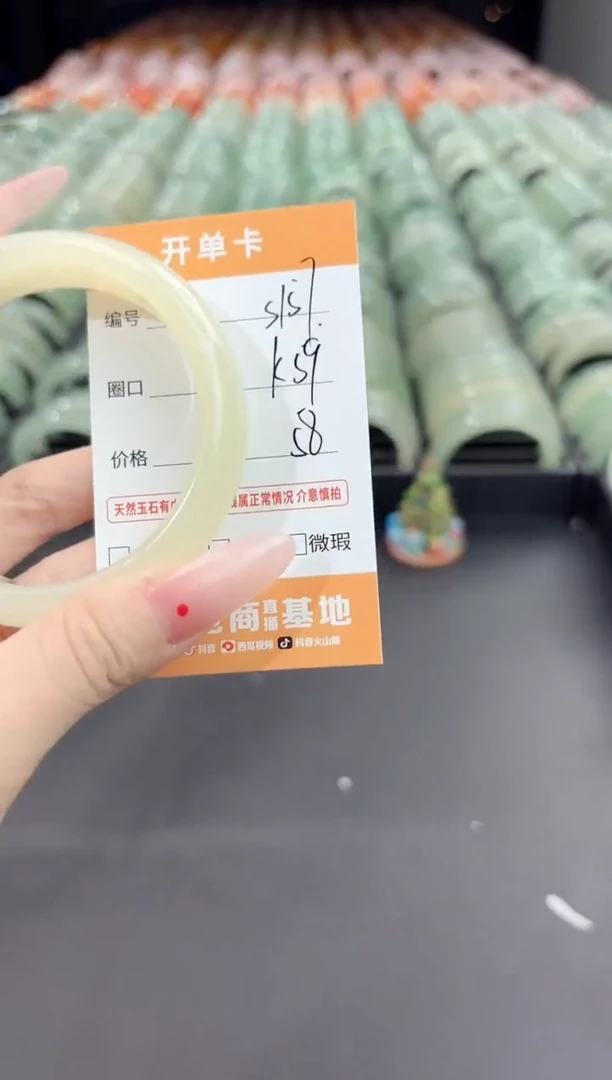 开单卡
编号 5157.
圈口 k59
价格 58
天然玉石有 属正常情况 介意慎拍
微瑕
商直播基地
抖音 西瓜视频 抖音火山版